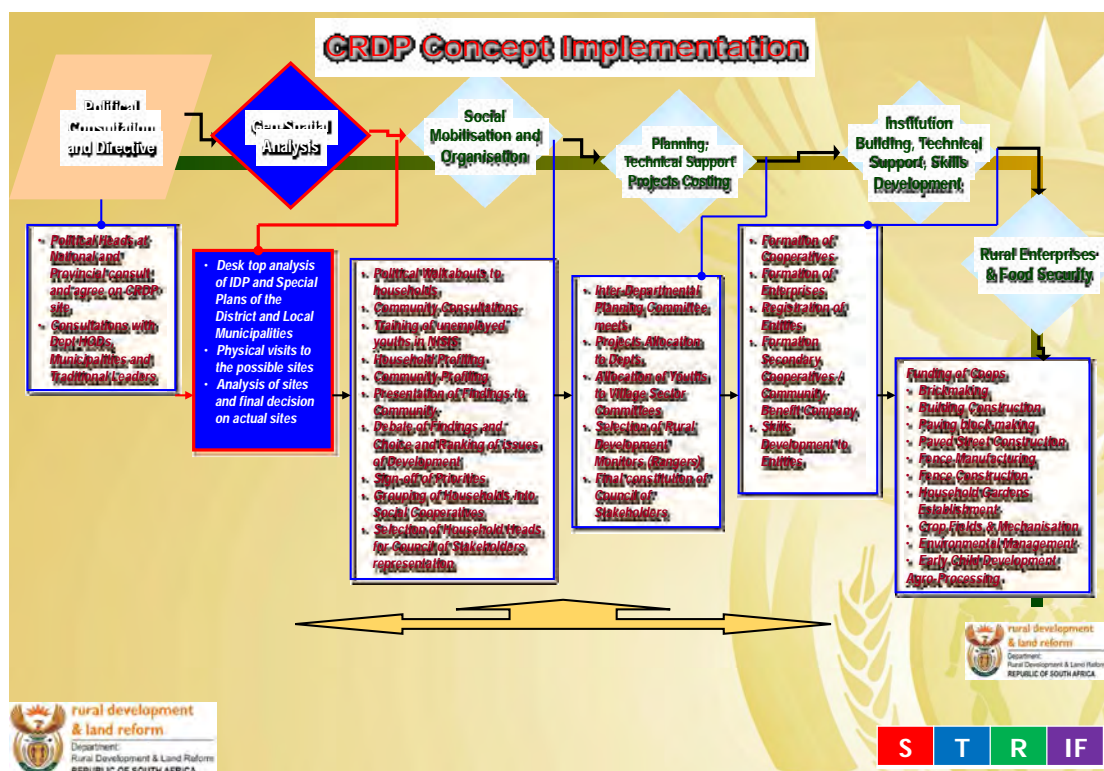 CRDP Concept Implementation
Political
Consultation
and Directive
Geo Spatial
Analysis
Social
Mobilisation and
Organisation
Planning,
Technical Support
Projects Costing
Institution
Building, Technical
Support, Skills
Development
Rural Enterprises
& Food Security
• Political Heads at
National and
Provincial consult
and agree on CRDP
site,
• Consultations with
Dept HODs,
Municipalities and
Traditional Leaders
• Desk top analysis
of IDP and Special
Plans of the
District and Local
Municipalities
• Physical visits to
the possible sites
• Analysis of sites
and final decision
on actual sites
• Political Walkabouts to
households
• Community Consultations
• Training of unemployed
youths in NISIS
• Household Profiling
• Community Profiling
• Presentation of Findings to
Community
• Debate of Findings and
Choice and Ranking of Issues
of Development
• Sign-off of Priorities
• Grouping of Households into
Social Cooperatives
• Selection of Household Heads
for Council of Stakeholders
representation
• Inter-Departmental
Planning Committee
meets
• Projects Allocation
to Depts
• Allocation of Youths
to Village Sector
Committees
• Selection of Rural
Development
Monitors (Rangers)
• Final constitution of
Council of
Stakeholders
• Formation of
Cooperatives
• Formation of
Enterprises
• Registration of
Entities
• Formation
Secondary
Cooperatives /
Community
Benefit Company
• Skills
Development to
Entities
Funding of Coops
• Brickmaking
• Building Construction
• Paving block making
• Paved Street Construction
• Fence Manufacturing
• Fence Construction
• Household Gardens
Establishment
• Crop Fields & Mechanisation
• Environmental Management
• Early Child Development
Agro-Processing
rural development
& land reform
Department:
Rural Development & Land Reform
REPUBLIC OF SOUTH AFRICA
rural development
& land reform
Department:
Rural Development & Land Reform
REPUBLIC OF SOUTH AFRICA
S T R IF